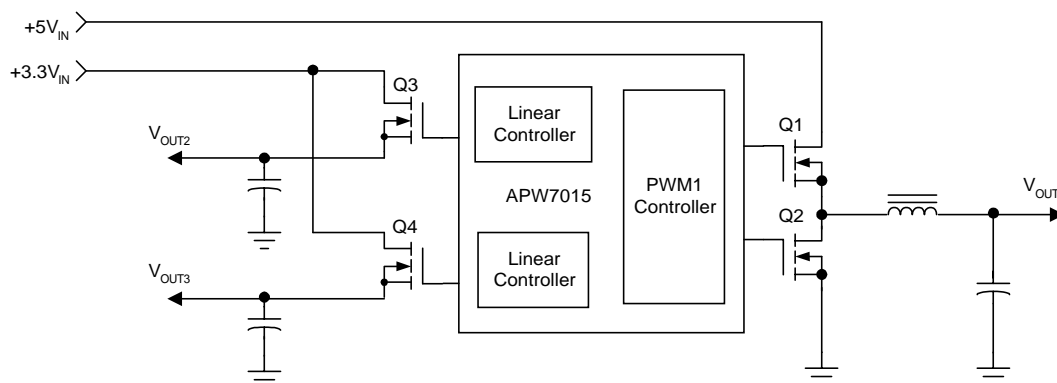 +5VIN
+3.3VIN
Q3
Linear
Controller
Q1
VOUT2
APW7015
PWM1
Controller
VOUT
Q4
Q2
Linear
Controller
VOUT3